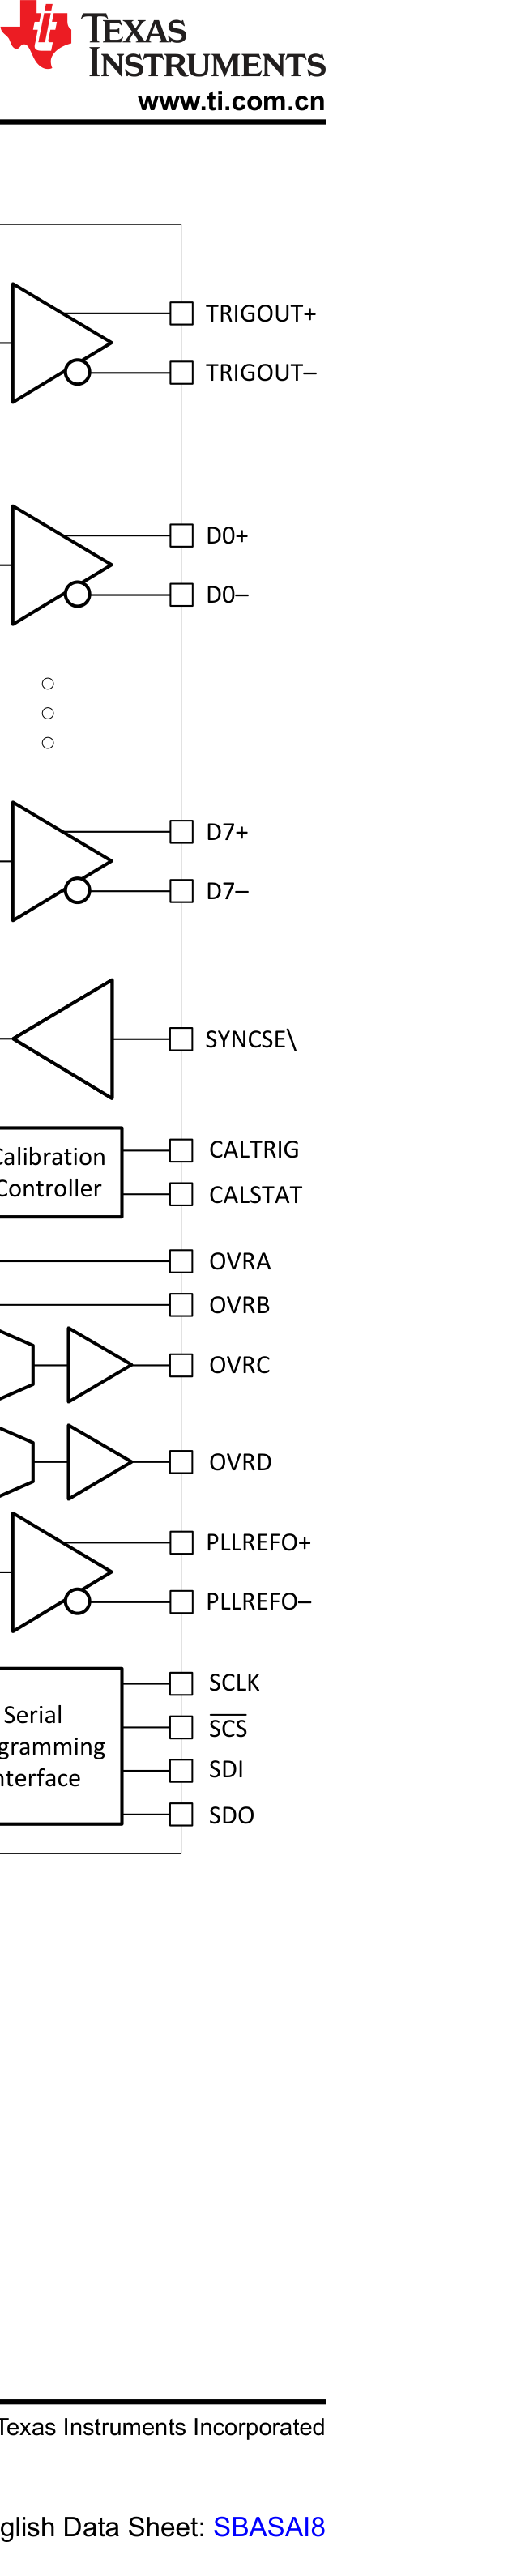 TEXAS
INSTRUMENTS
www.ti.com.cn
TRIGOUT+
TRIGOUT–
D0+
D0–
D7+
D7–
SYNCSE\
alibration
Controller
CALTRIG
CALSTAT
OVRA
OVRB
OVRC
OVRD
PLLREFO+
PLLREFO–
Serial
gramming
nterface
SCLK
SCS
SDI
SDO
Texas Instruments Incorporated
glish Data Sheet: SBASAI8